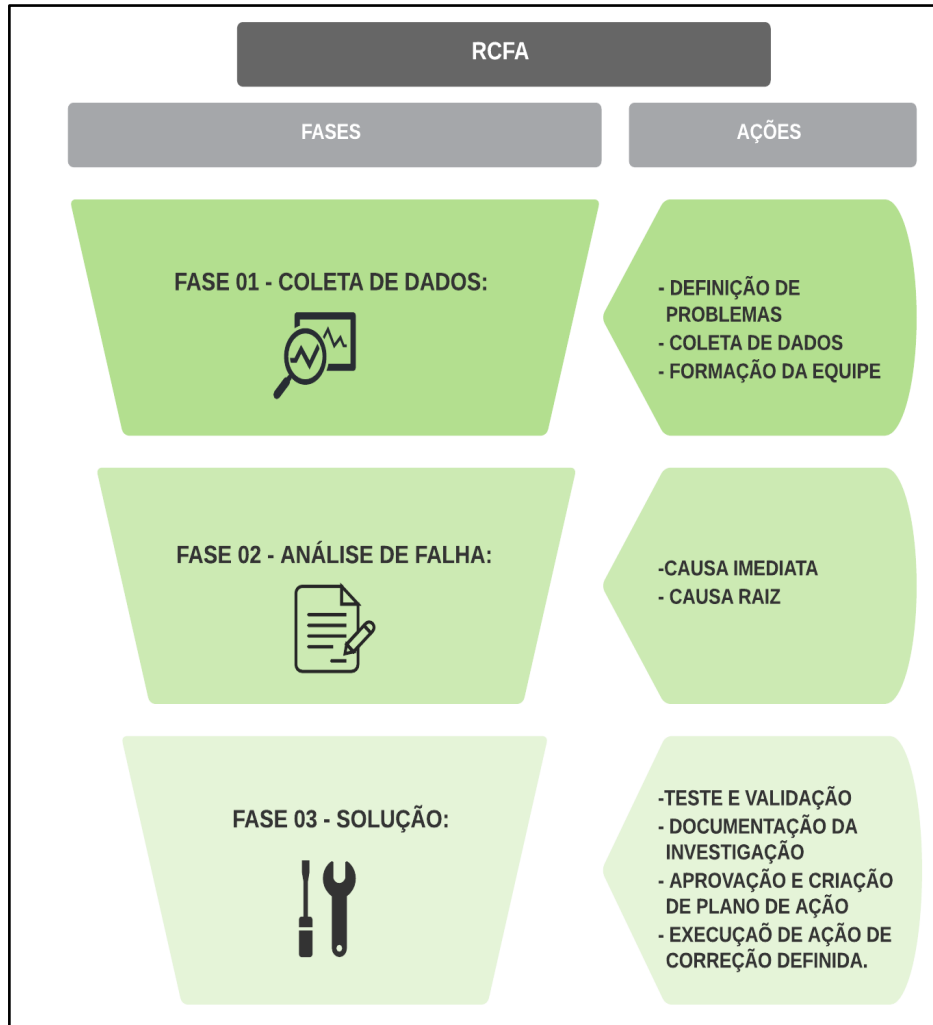 RCFA
FASES
AÇÕES
FASE 01 - COLETA DE DADOS:
- DEFINIÇÃO DE
PROBLEMAS
- COLETA DE DADOS
- FORMAÇÃO DA EQUIPE
FASE 02 - ANÁLISE DE FALHA:
-CAUSA IMEDIATA
- CAUSA RAIZ
FASE 03 - SOLUÇÃO:
-TESTE E VALIDAÇÃO
- DOCUMENTAÇÃO DA
INVESTIGAÇÃO
- APROVAÇÃO E CRIAÇÃO
DE PLANO DE AÇÃO
- EXECUÇAÕ DE AÇÃO DE
CORREÇÃO DEFINIDA.